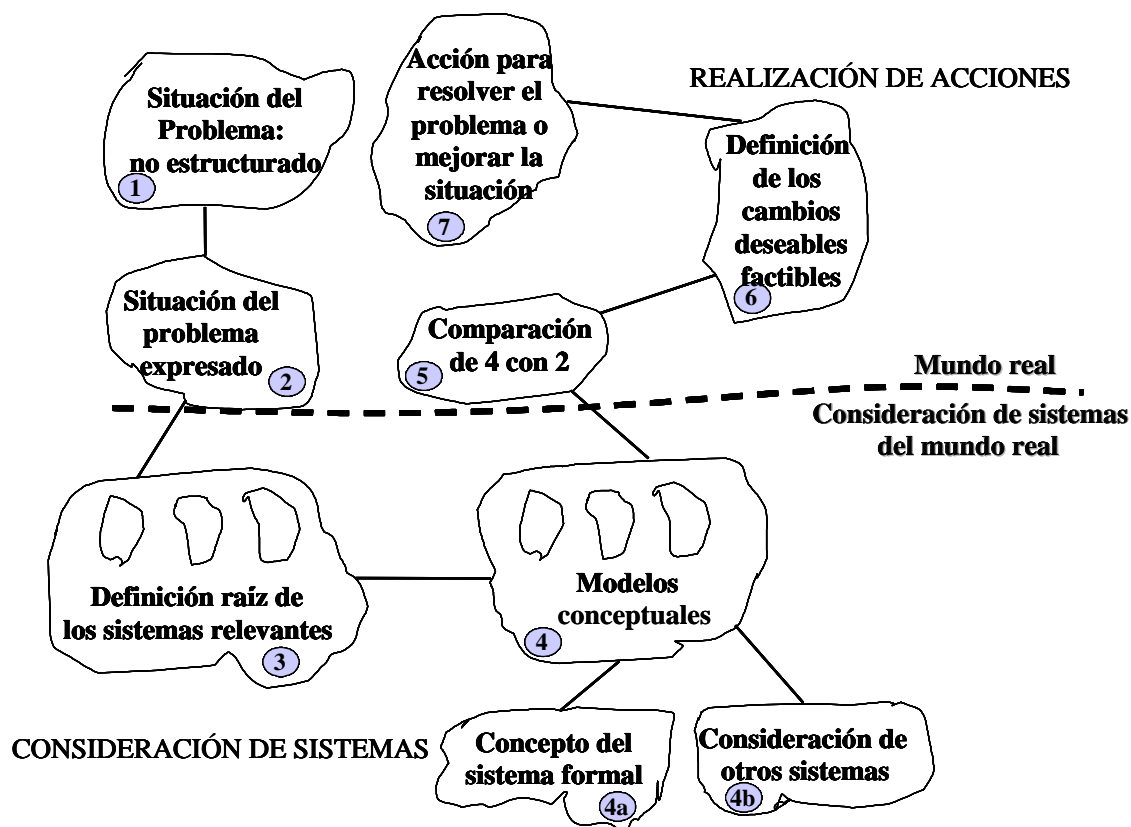 Situación del
Problema:
no estructurado
1
Acción para
resolver el
problema o
mejorar la
situación
7
REALIZACIÓN DE ACCIONES
Definición
de los
cambios
deseables
factibles
6
Situación del
problema
expresado
2
Comparación
de 4 con 2
5
Mundo real
Consideración de sistemas
del mundo real
Definición raíz de
los sistemas relevantes
3
Modelos
conceptuales
4
CONSIDERACIÓN DE SISTEMAS
Concepto del
sistema formal
4a
Consideración de
otros sistemas
4b